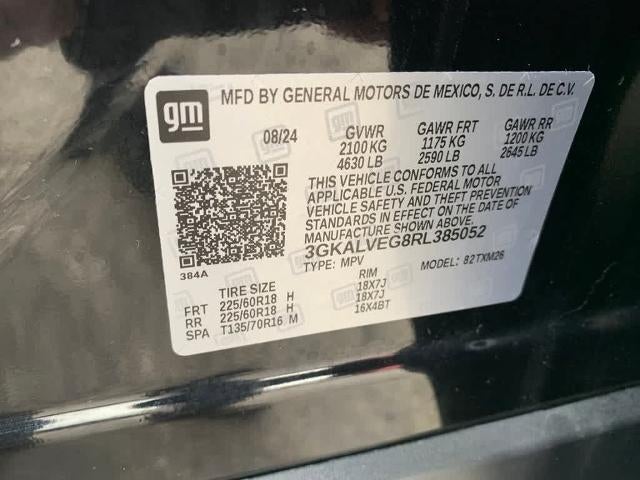 gm
MFD BY GENERAL MOTORS DE MEXICO, S. DE R.L. DE C.V.
08/24 GVWR GAWR FRT GAWR RR
2100 KG 1175 KG 1200 KG
4630 LB 2590 LB 2645 LB
THIS VEHICLE CONFORMS TO ALL
APPLICABLE U.S. FEDERAL MOTOR
VEHICLE SAFETY AND THEFT PREVENTION
STANDARDS IN EFFECT ON THE DATE OF
MANUFACTURE SHOWN ABOVE.
3GKALVEG8RL385052
384A
TYPE: MPV MODEL: 82TXM26
TIRE SIZE RIM
FRT 225/60R18 H 18X7J
RR 225/60R18 H 18X7J
SPA T135/70R16 M 16X4BT